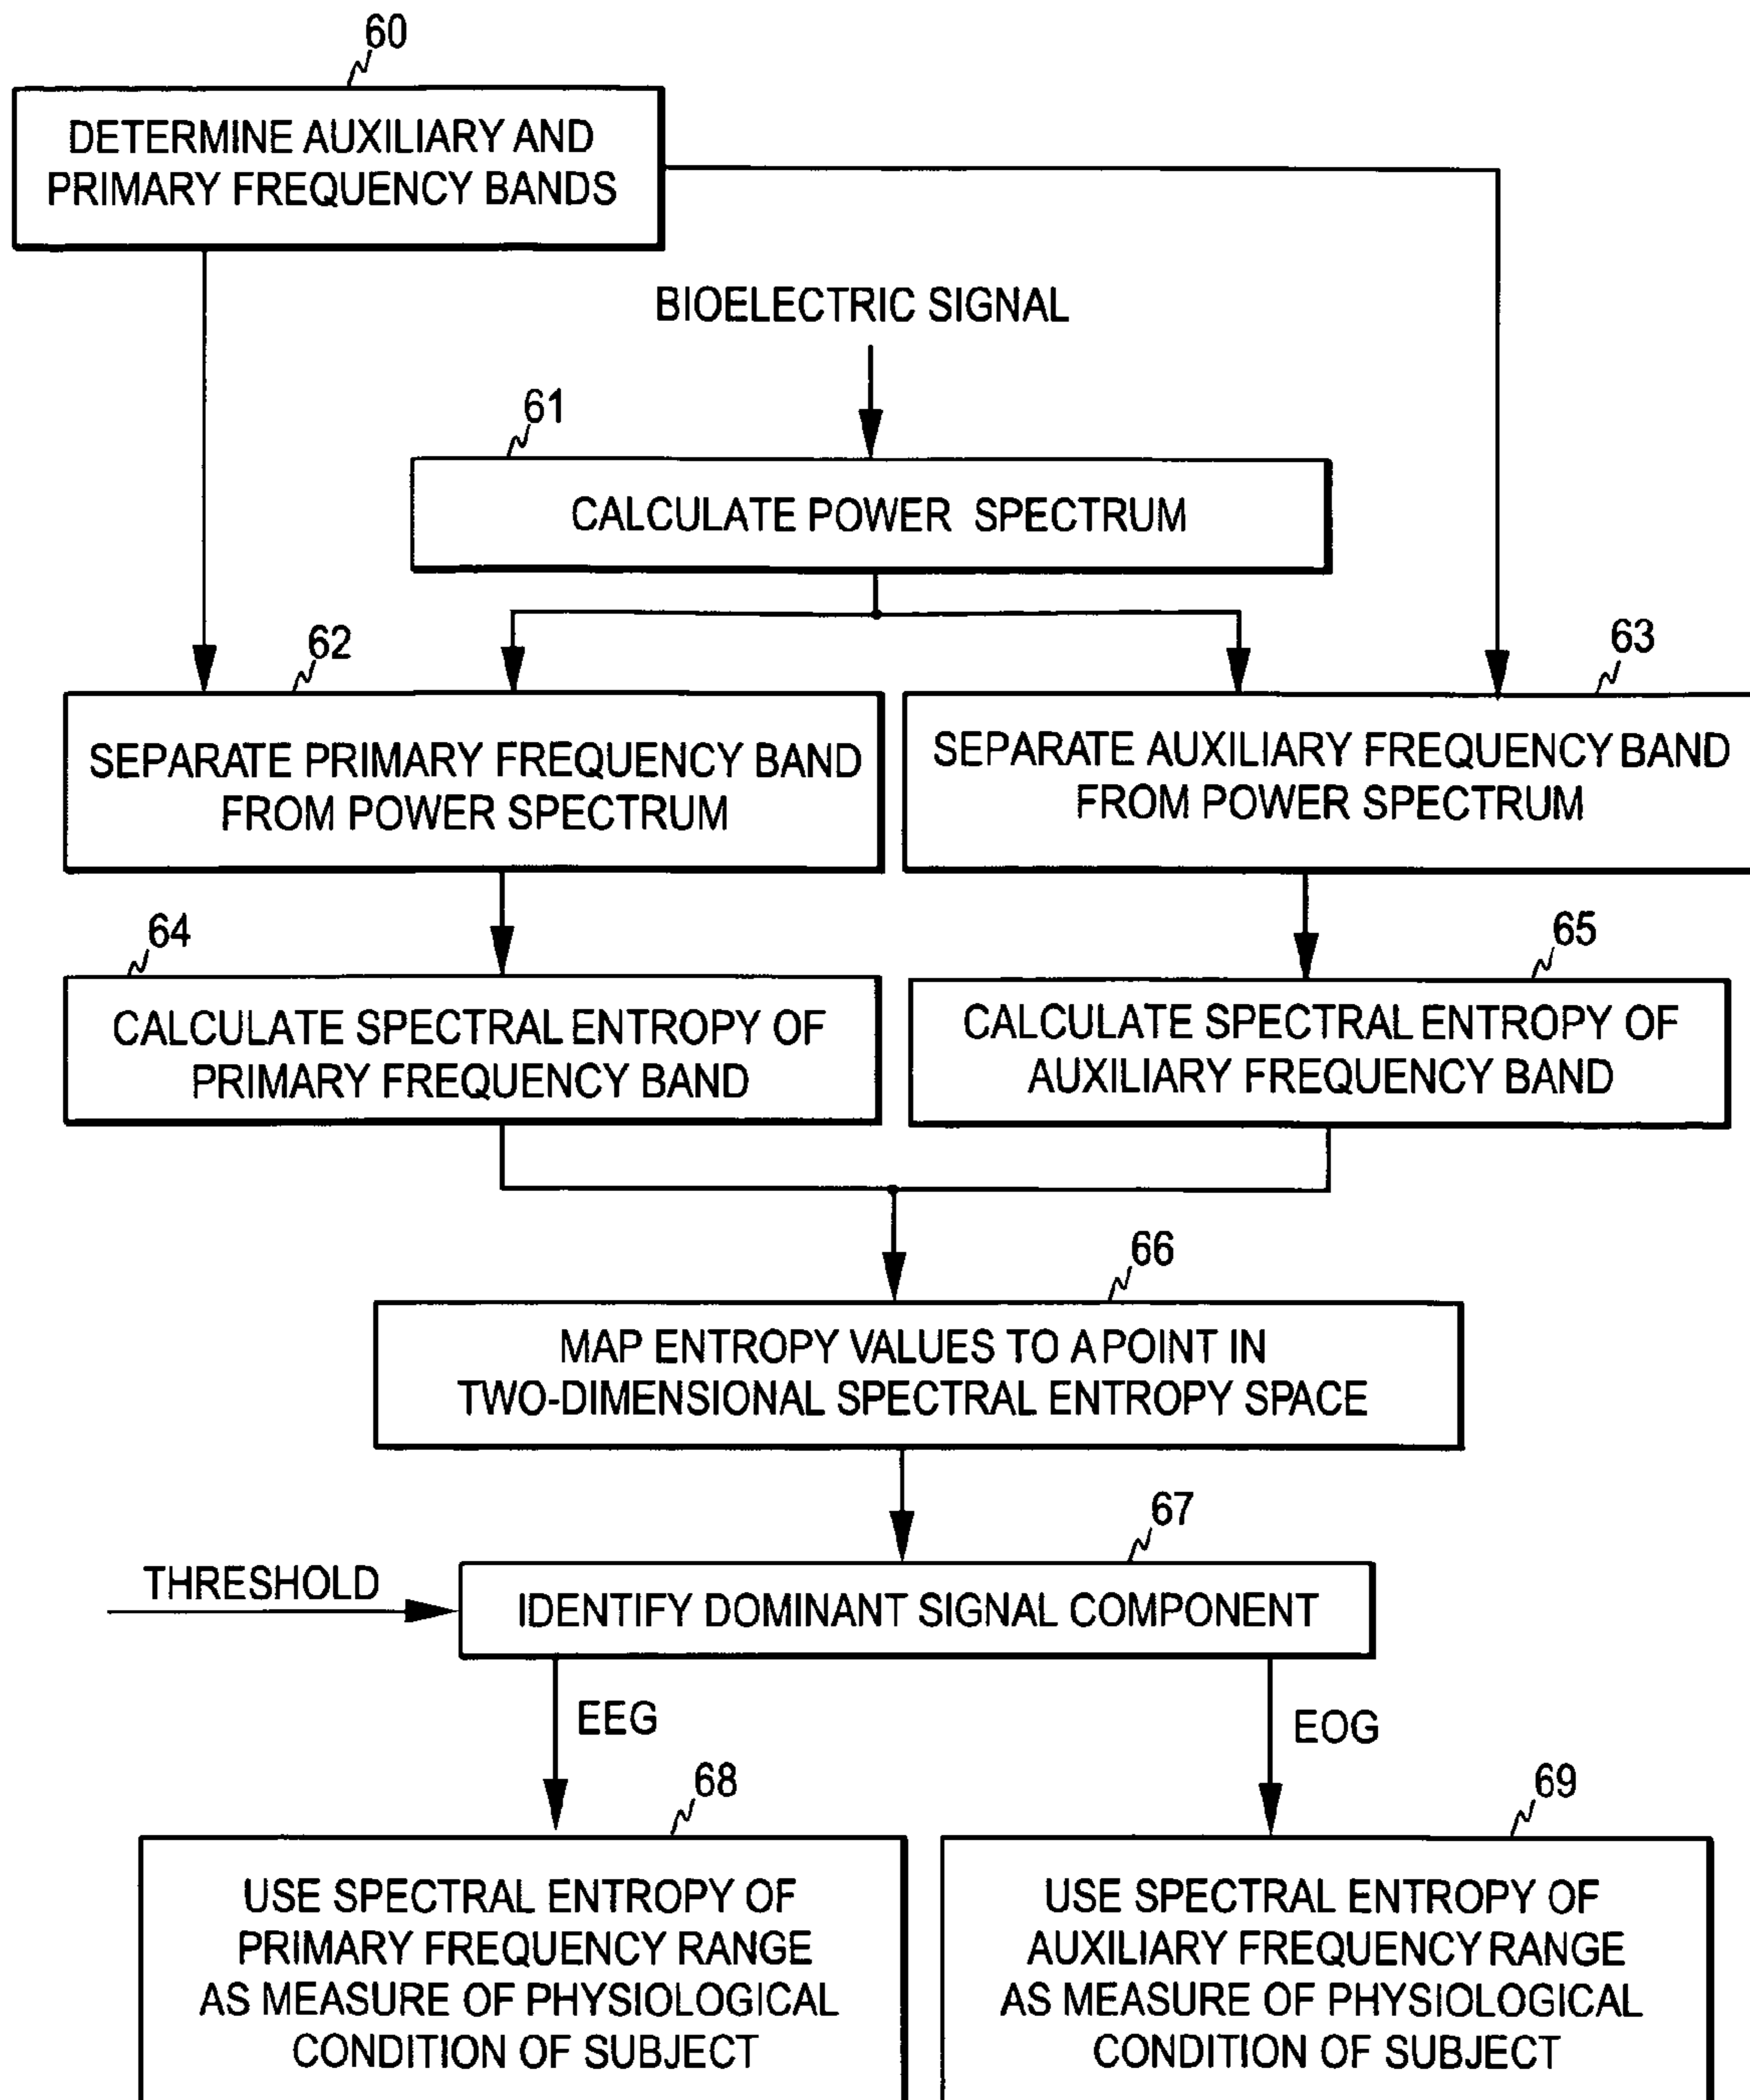 60
DETERMINE AUXILIARY AND
PRIMARY FREQUENCY BANDS
BIOELECTRIC SIGNAL
61
CALCULATE POWER SPECTRUM
62
SEPARATE PRIMARY FREQUENCY BAND
FROM POWER SPECTRUM
63
SEPARATE AUXILIARY FREQUENCY BAND
FROM POWER SPECTRUM
64
CALCULATE SPECTRAL ENTROPY OF
PRIMARY FREQUENCY BAND
65
CALCULATE SPECTRAL ENTROPY OF
AUXILIARY FREQUENCY BAND
66
MAP ENTROPY VALUES TO A POINT IN
TWO-DIMENSIONAL SPECTRAL ENTROPY SPACE
67
THRESHOLD
IDENTIFY DOMINANT SIGNAL COMPONENT
EEG
EOG
68
USE SPECTRAL ENTROPY OF
PRIMARY FREQUENCY RANGE
AS MEASURE OF PHYSIOLOGICAL
CONDITION OF SUBJECT
69
USE SPECTRAL ENTROPY OF
AUXILIARY FREQUENCY RANGE
AS MEASURE OF PHYSIOLOGICAL
CONDITION OF SUBJECT